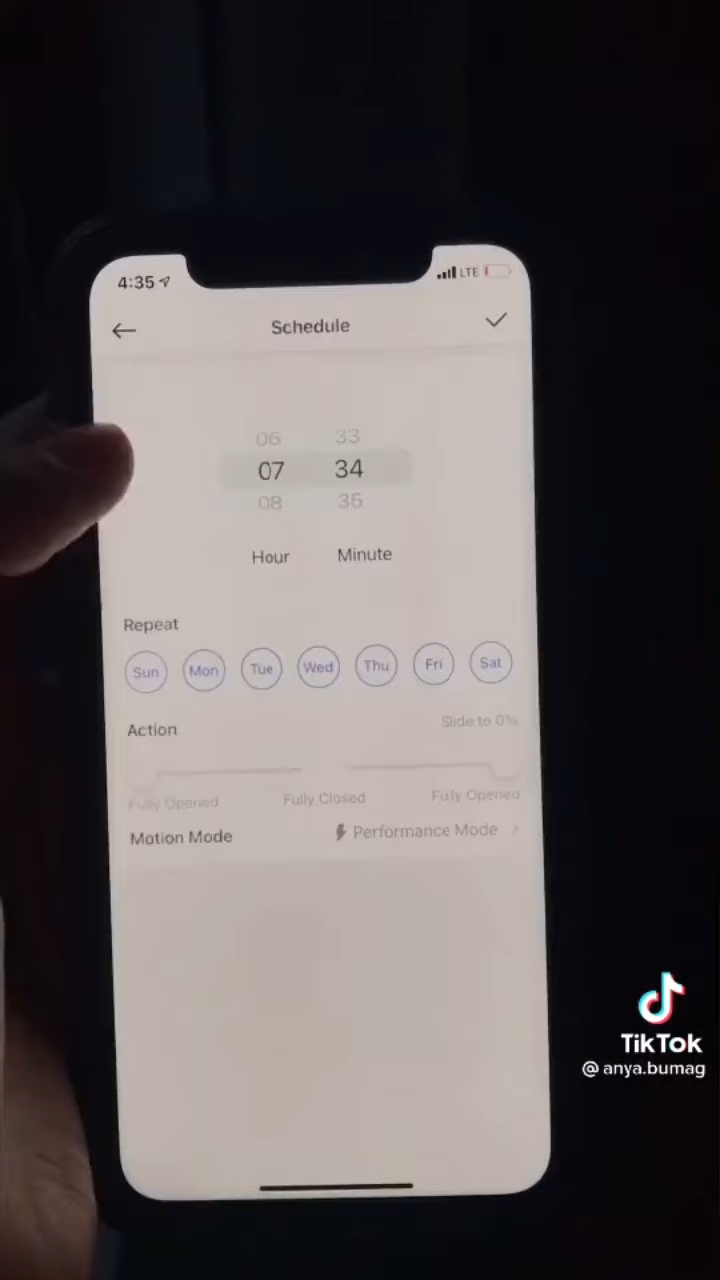 4:35 LTE
Schedule
06 33
07 34
08 35
Hour Minute
Repeat
Sun Mon Tue Wed Thu Fri Sat
Action Slide to 0%
Fully Opened Fully Closed Fully Opened
Motion Mode Performance Mode
TikTok
@anya.bumag